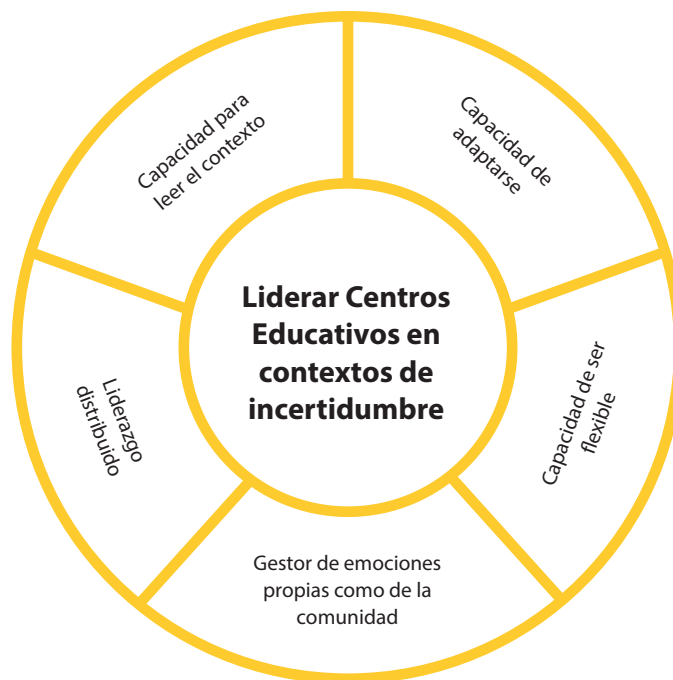 Capacidad para
leer el contexto
Capacidad de
adaptarse
Liderar Centros
Educativos en
contextos de
incertidumbre
Liderazgo
distribuido
Capacidad de ser
flexible
Gestor de emociones
propias como de la
comunidad